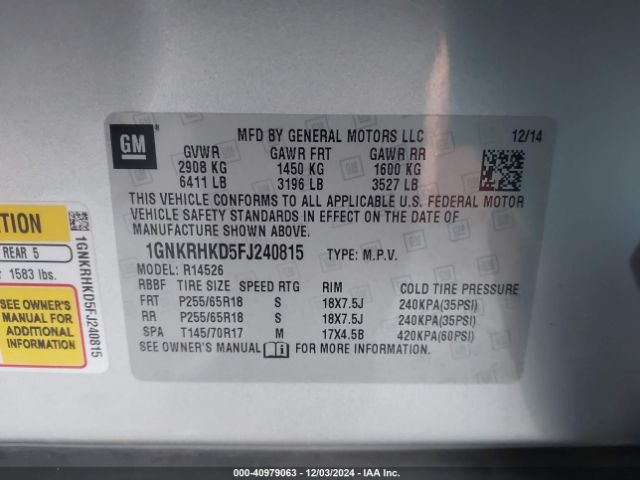 GM
MFD BY GENERAL MOTORS LLC 12/14
GVWR GAWR FRT GAWR RR
2908 KG 1450 KG 1600 KG
6411 LB 3196 LB 3527 LB
THIS VEHICLE CONFORMS TO ALL APPLICABLE U.S. FEDERAL MOTOR
VEHICLE SAFETY STANDARDS IN EFFECT ON THE DATE OF
MANUFACTURE SHOWN ABOVE.
1GNKRHKD5FJ240815 TYPE: M.P.V.
MODEL: R14526
RBBF TIRE SIZE SPEED RTG RIM COLD TIRE PRESSURE
FRT P255/65R18 S 18X7.5J 240KPA(35PSI)
RR P255/65R18 S 18X7.5J 240KPA(35PSI)
SPA T145/70R17 M 17X4.5B 420KPA(60PSI)
SEE OWNER'S MANUAL FOR MORE INFORMATION.
REAR 5
1583 lbs.
SEE OWNER'S
MANUAL FOR
ADDITIONAL
INFORMATION
1GNKRHKD5FJ240815
000-40979063 - 12/03/2024 - IAA Inc.